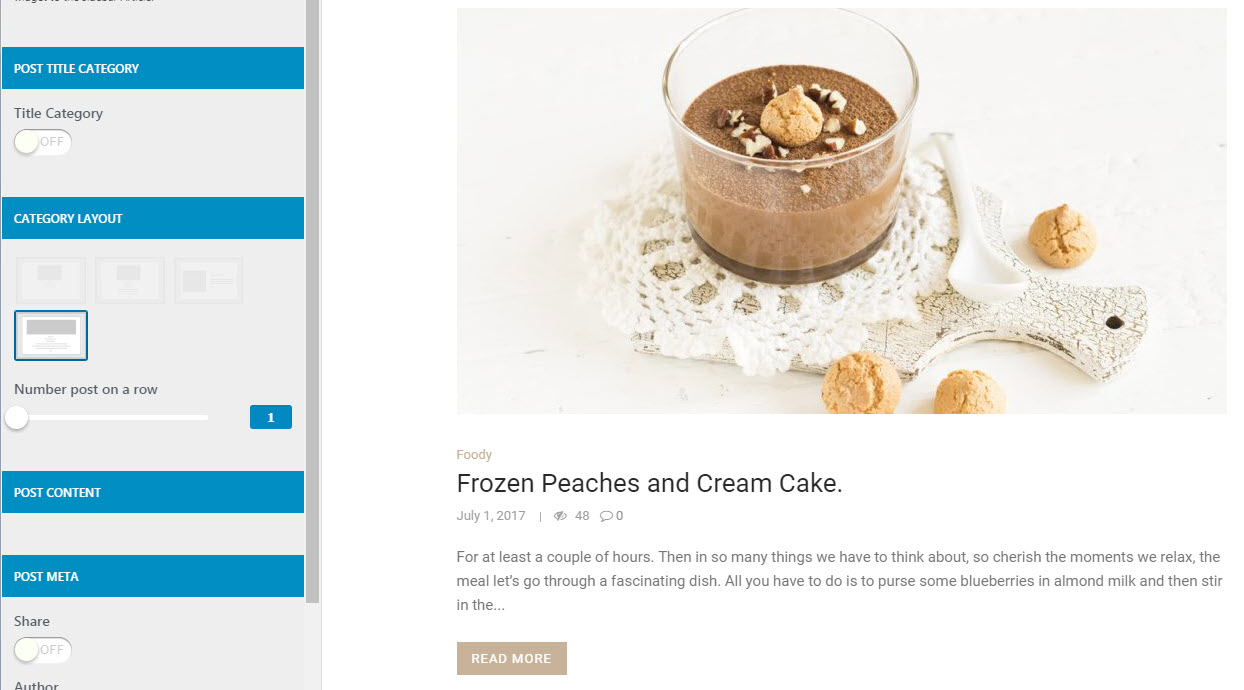 POST TITLE CATEGORY
Title Category
OFF
CATEGORY LAYOUT
Number post on a row
1
POST CONTENT
POST META
Share
OFF
Author
Foody
Frozen Peaches and Cream Cake.
July 1, 2017 | 48 0
For at least a couple of hours. Then in so many things we have to think about, so cherish the moments we relax, the
meal let's go through a fascinating dish. All you have to do is to purse some blueberries in almond milk and then stir
in the...
READ MORE